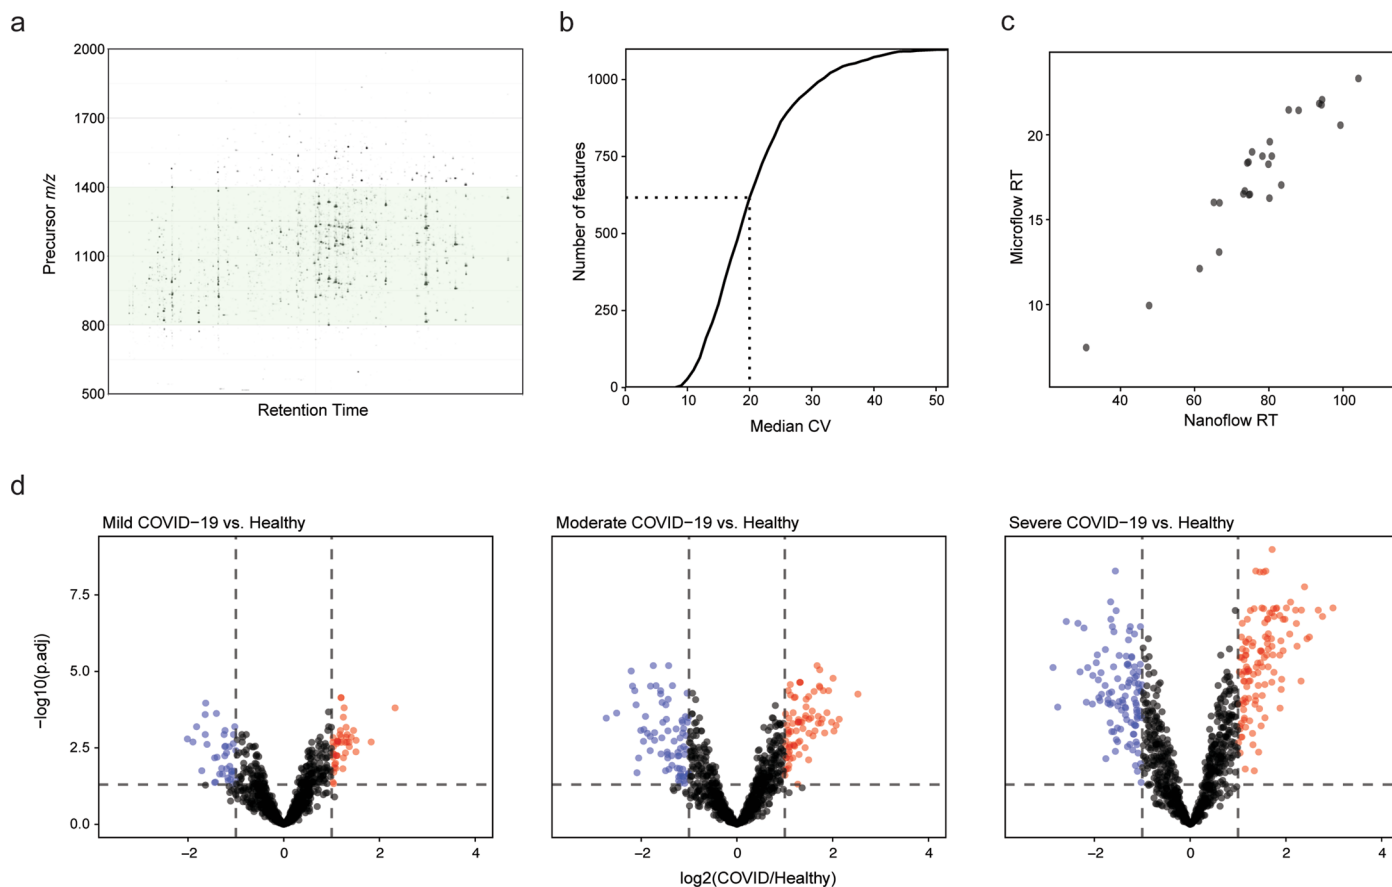 a
2000
1700
1400
1100
800
500
Precursor m/z
Retention Time
b
1000
750
500
250
0
Number of features
0 10 20 30 40 50
Median CV
c
20
15
10
Microflow RT
40 60 80 100
Nanoflow RT
d
Mild COVID−19 vs. Healthy
Moderate COVID−19 vs. Healthy
Severe COVID−19 vs. Healthy
7.5
5.0
2.5
0.0
−log10(p.adj)
−2 0 2 4
−2 0 2 4
−2 0 2 4
log2(COVID/Healthy)